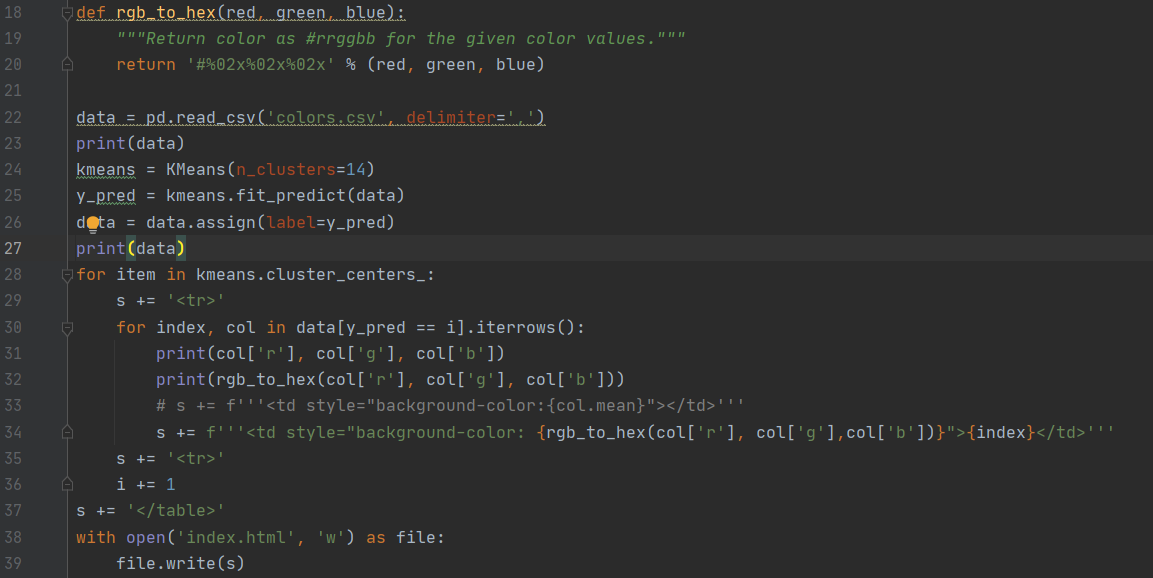 18 def rgb_to_hex(red, green, blue):
19     """Return color as #rrggbb for the given color values."""
20     return '#%02x%02x%02x' % (red, green, blue)
21
22 data = pd.read_csv('colors.csv', delimiter=',')
23 print(data)
24 kmeans = KMeans(n_clusters=14)
25 y_pred = kmeans.fit_predict(data)
26 data = data.assign(label=y_pred)
27 print(data)
28 for item in kmeans.cluster_centers_:
29     s += '<tr>'
30     for index, col in data[y_pred == i].iterrows():
31         print(col['r'], col['g'], col['b'])
32         print(rgb_to_hex(col['r'], col['g'], col['b']))
33         # s += f'''<td style="background-color:{col.mean}"></td>'''
34         s += f'''<td style="background-color: {rgb_to_hex(col['r'], col['g'],col['b'])}">{index}</td>'''
35     s += '<tr>'
36     i += 1
37 s += '</table>'
38 with open('index.html', 'w') as file:
39     file.write(s)